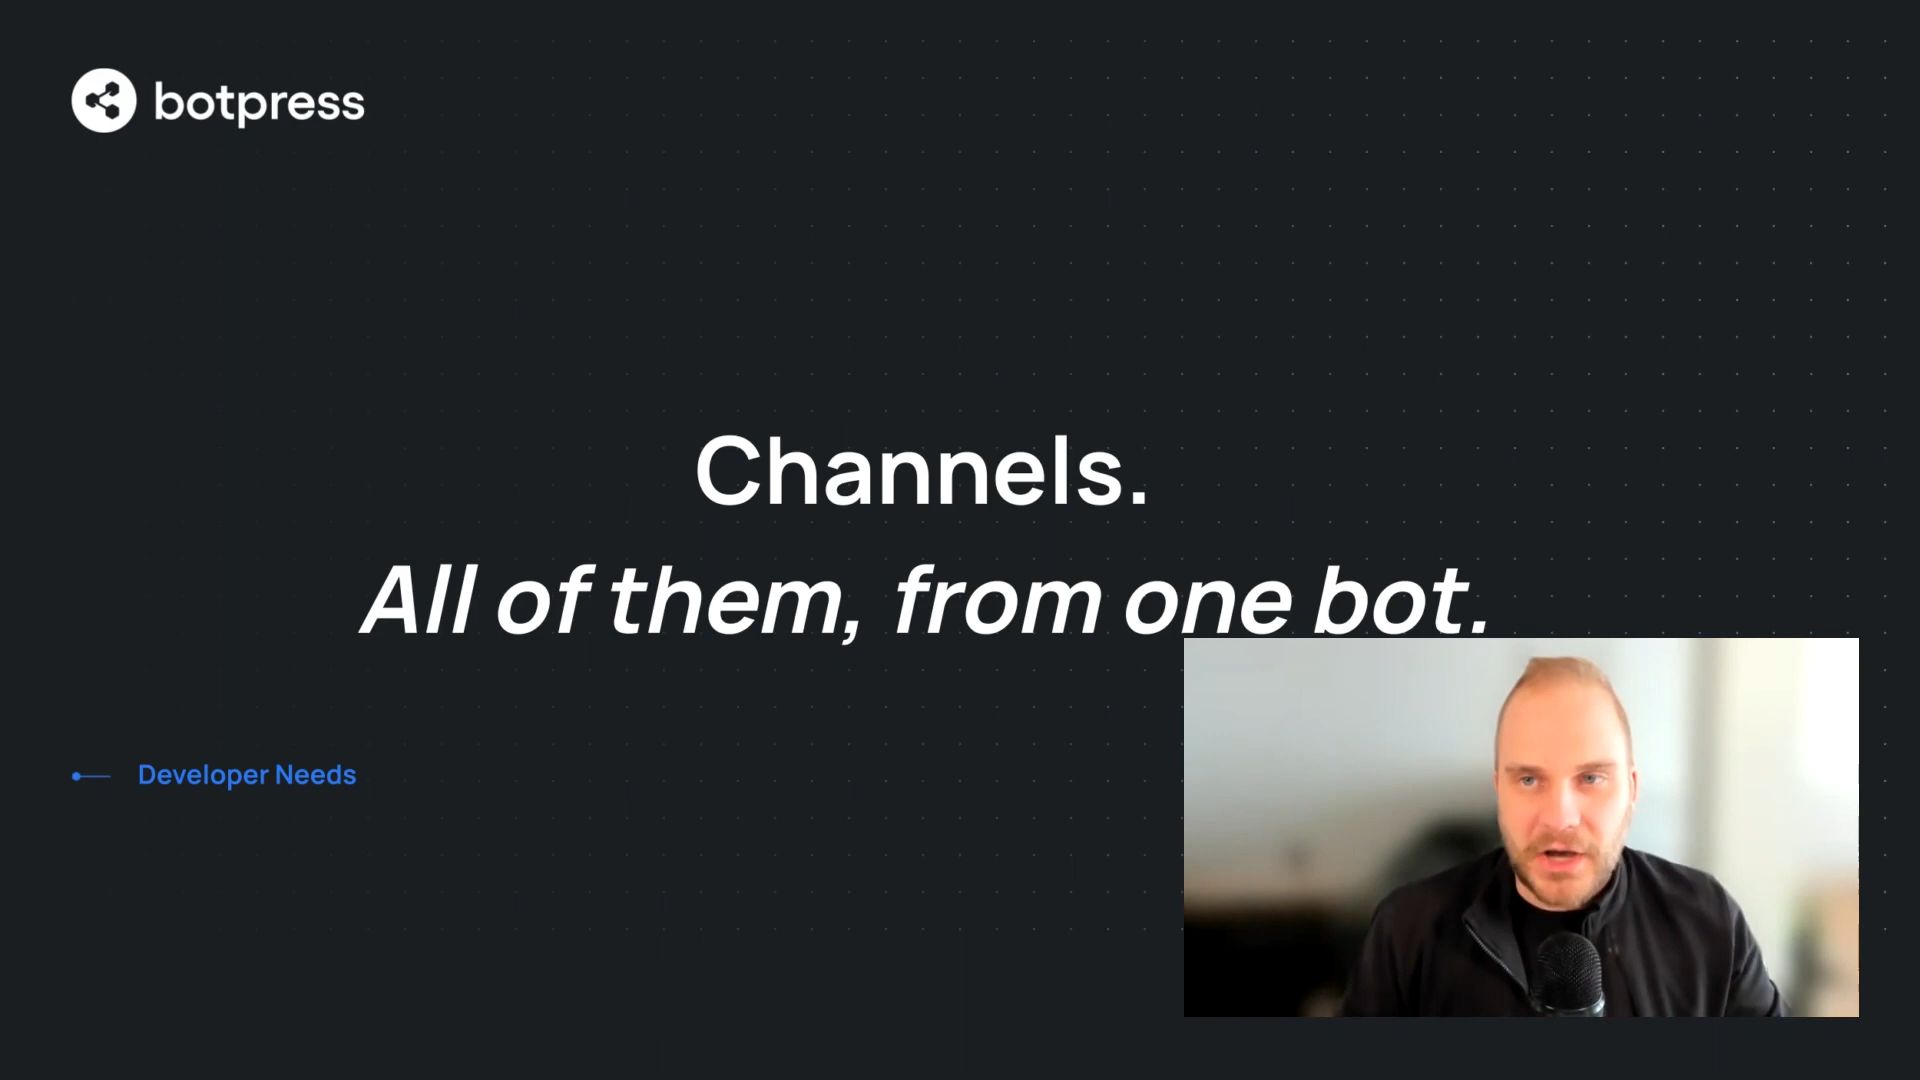 botpress
Channels.
All of them, from one bot.
Developer Needs